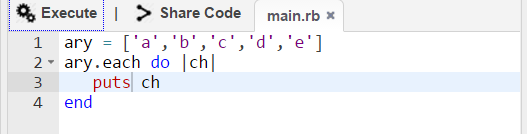 Execute | Share Code main.rb ×
1 ary = ['a','b','c','d','e']
2 ary.each do |ch|
3 puts ch
4 end